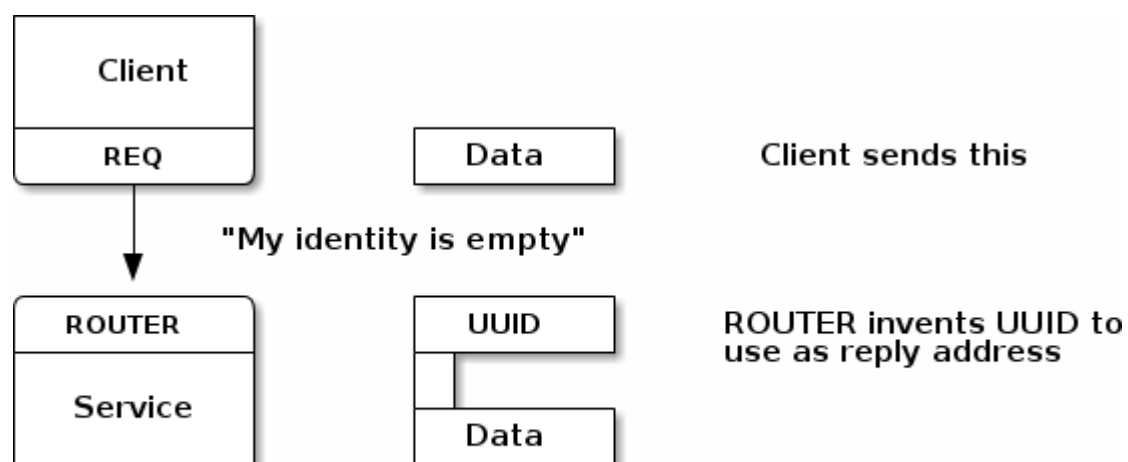 Client
REQ
Data
Client sends this
"My identity is empty"
ROUTER
UUID
ROUTER invents UUID to
use as reply address
Service
Data